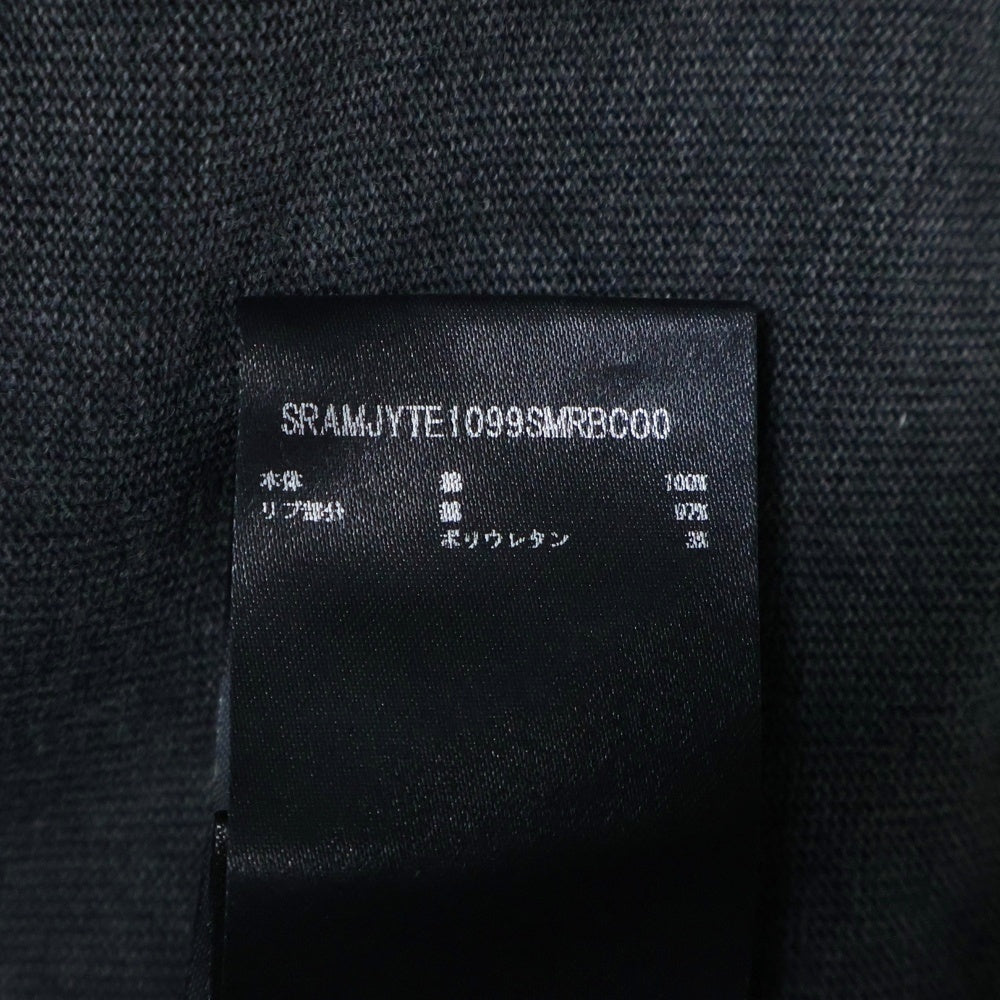 SRAMJYTE1099SMRBC00
本体 綿 100%
リブ部分 綿 97%
ポリウレタン 3%